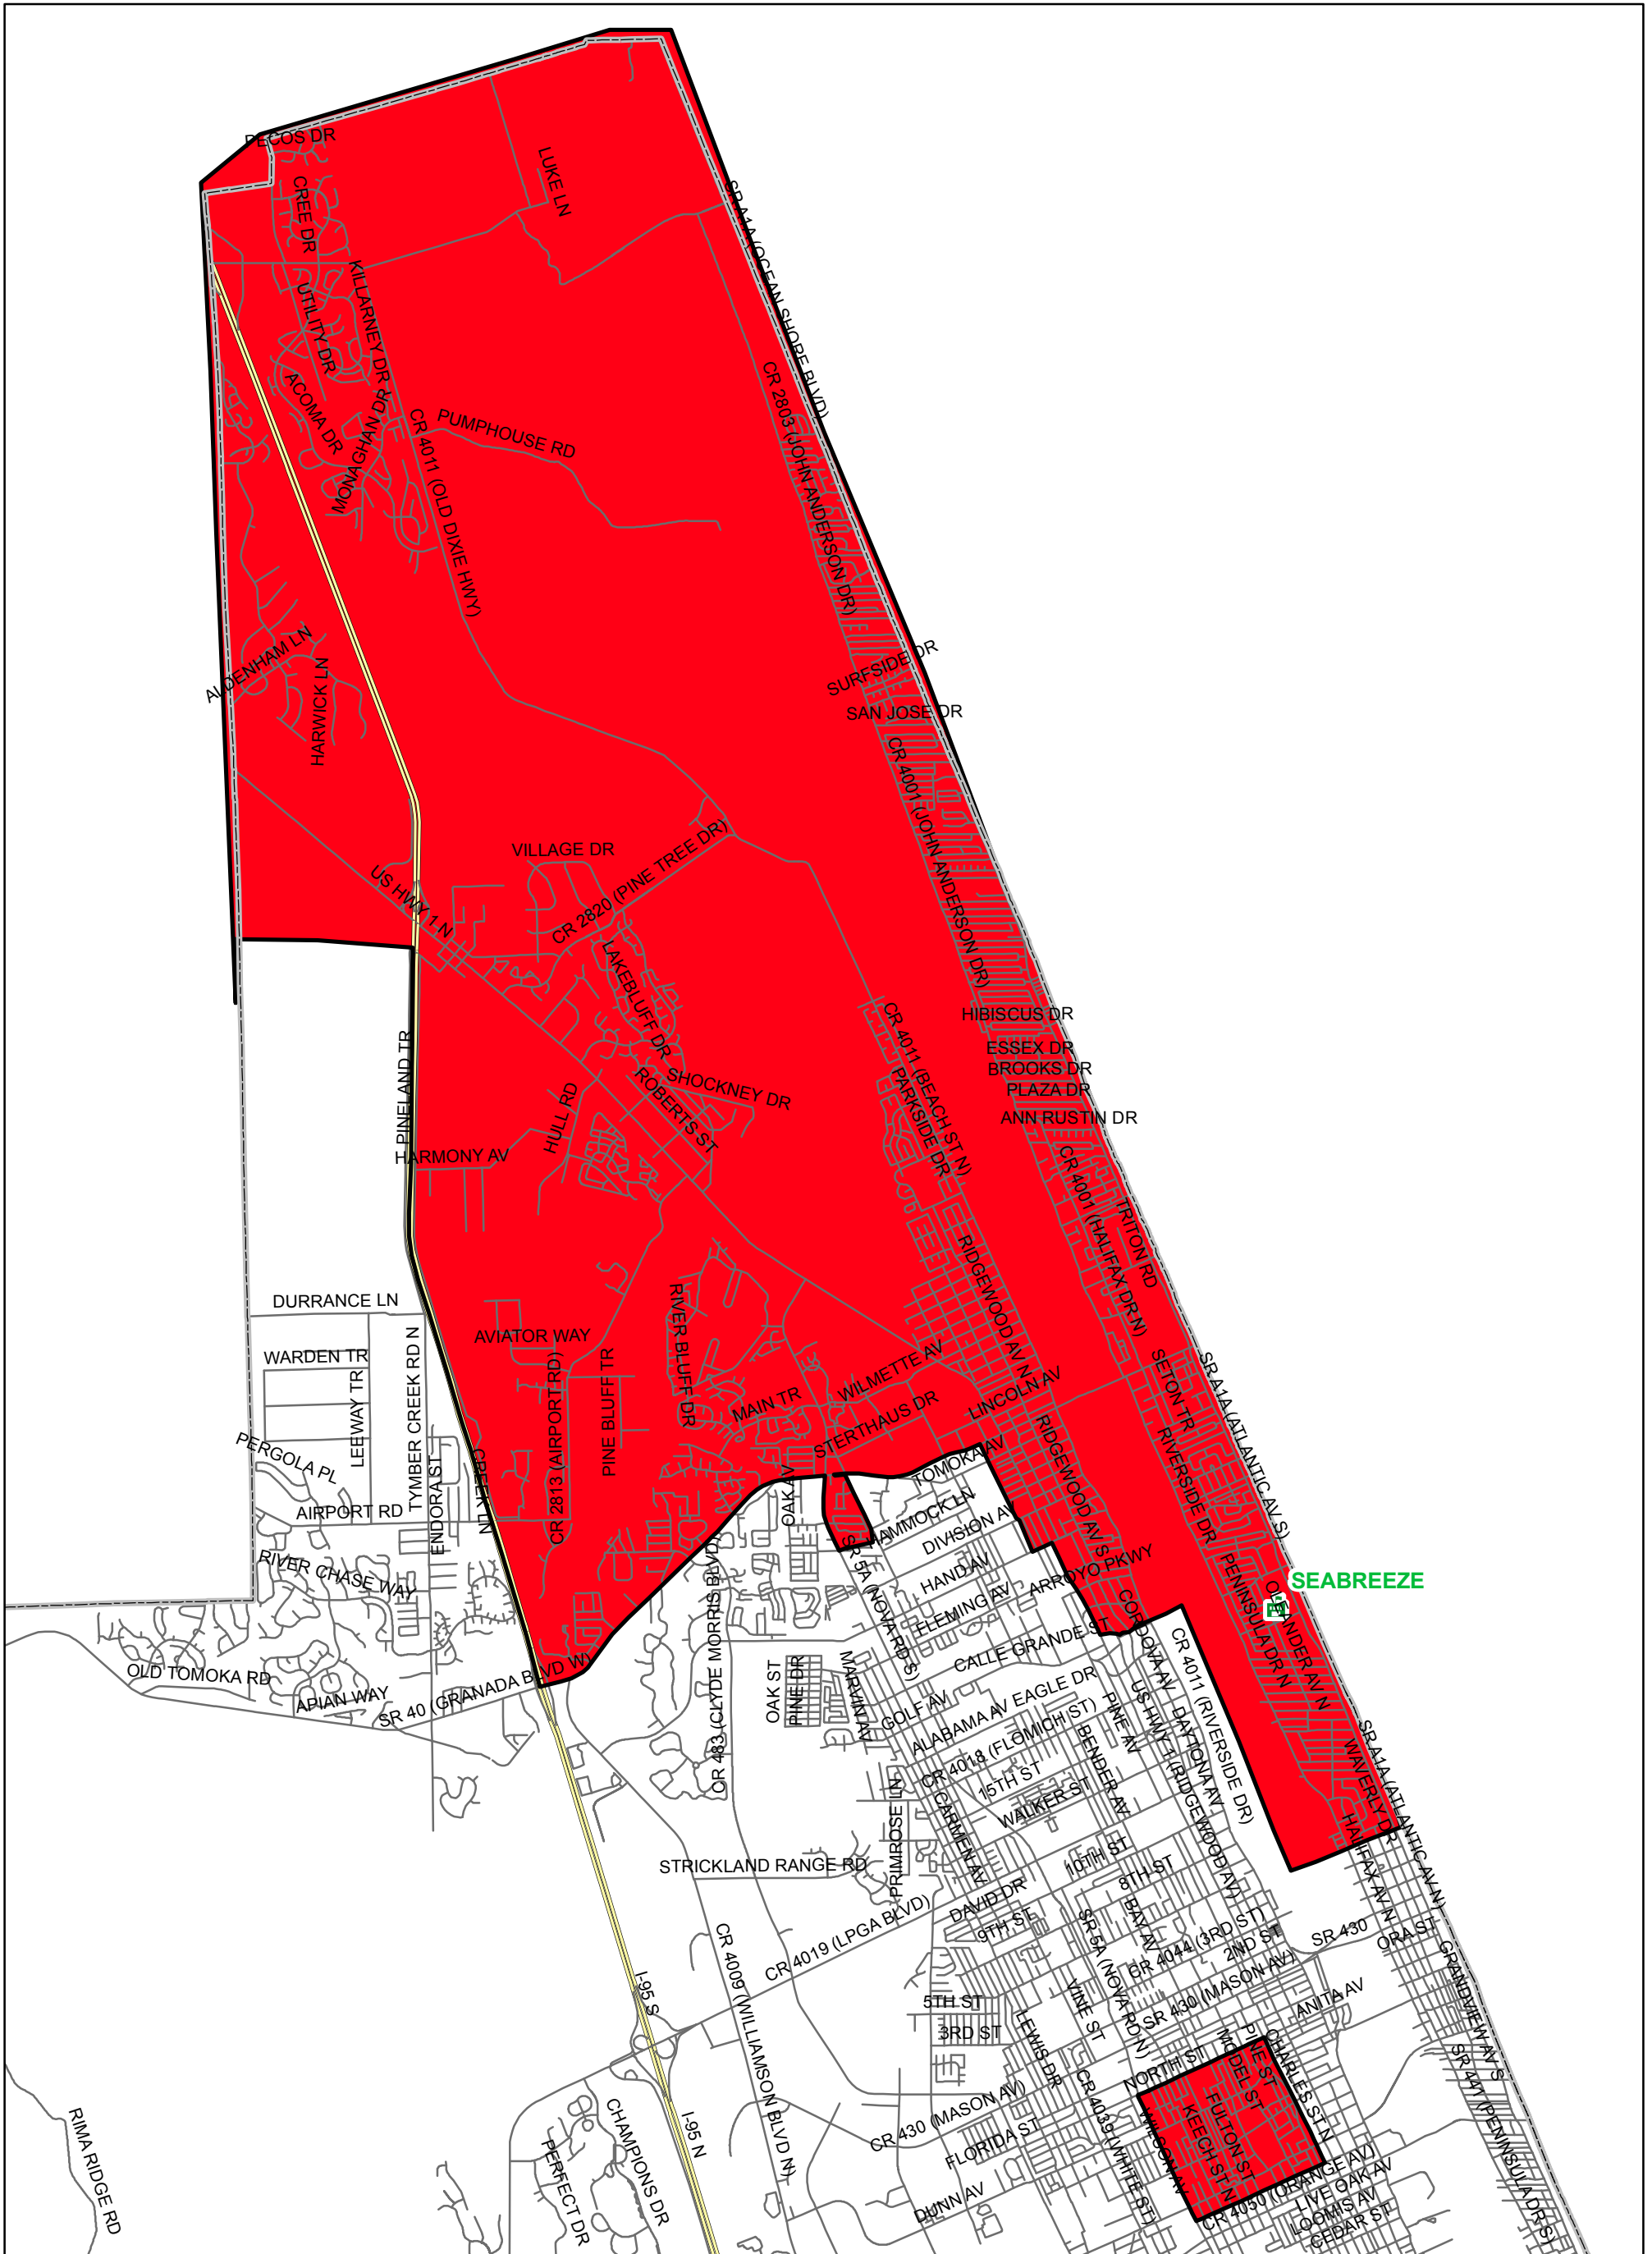 PECOS DR
LUKE LN
CREE DR
SR A1A (OCEAN SHORE BLVD)
KILLARNEY DR
UTILITY DR
ACOMA DR
MONAGHAN DR
CR 4011 (OLD DIXIE HWY)
PUMPHOUSE RD
CR 2803 (JOHN ANDERSON DR)
ALDENHAM LN
HARWICK LN
SURFSIDE DR
SAN JOSE DR
CR 4001 (JOHN ANDERSON DR)
VILLAGE DR
US HWY 1 N
CR 2820 (PINE TREE DR)
LAKEBLUFF DR
HIBISCUS DR
CR 4011 (BEACH ST N)
ESSEX DR
BROOKS DR
PLAZA DR
PINELAND TR
HULL RD
ROBERTS ST
SHOCKNEY DR
PARKSIDE DR
ANN RUSTIN DR
HARMONY AV
CR 4001 (HALIFAX DR N)
TRITON RD
RIDGEWOOD AV N
DURRANCE LN
RIVER BLUFF DR
AVIATOR WAY
WARDEN TR
LEEWAY TR
TYMBER CREEK RD N
CR 2813 (AIRPORT RD)
PINE BLUFF TR
MAIN TR
WILMETTE AV
STERTHAUS DR
LINCOLN AV
SETON TR
SR A1A (ATLANTIC AV S)
RIDGEWOOD AV S
RIVERSIDE DR
PERGOLA PL
ENDORA ST
CREEK LN
OAK AV
TOMOKA AV
AIRPORT RD
HAMMOCK LN
DIVISION AV
RIVER CHASE WAY
SR 5A (NOVA RD S)
HAND AV
ARROYO PKWY
FLEMING AV
PENINSULA DR N
OLEANDER AV N
SEABREEZE
CORDOVA AV
CR 483 (CLYDE MORRIS BLVD)
CALLE GRANDE ST
CR 4011 (RIVERSIDE DR)
OLD TOMOKA RD
APIAN WAY
SR 40 (GRANADA BLVD W)
OAK ST
PINE DR
MARVIN AV
GOLF AV
ALABAMA AV
EAGLE DR
PINE AV
US HWY 1 (RIDGEWOOD AV)
DAYTONA AV
CR 4018 (FLOMICH ST)
BENDER AV
15TH ST
WALKER ST
CARMEN AV
PRIMROSE LN
SR A1A (ATLANTIC AV N)
WAVERLY DR
HALIFAX AV N
STRICKLAND RANGE RD
10TH ST
8TH ST
DAVID DR
9TH ST
BAY AV
CR 4019 (LPGA BLVD)
SR 5A (NOVA RD N)
CR 4044 (3RD ST)
2ND ST
SR 430
ORA ST
GRANDVIEW AV S
CR 4009 (WILLIAMSON BLVD N)
I-95 S
5TH ST
3RD ST
VINE ST
SR 430 (MASON AV)
ANITA AV
LEWIS DR
NORTH ST
MODEL ST
PINE ST
CHARLES ST N
SR 441 (PENINSULA DR S)
CR 430 (MASON AV)
FLORIDA ST
CR 4039 (WHITE ST)
WILSON AV
FULTON ST
KEECH ST N
CHAMPIONS DR
PERFECT DR
I-95 N
RIMA RIDGE RD
DUNN AV
CR 4050 (ORANGE AV)
LIVE OAK AV
LOOMIS AV
CEDAR ST